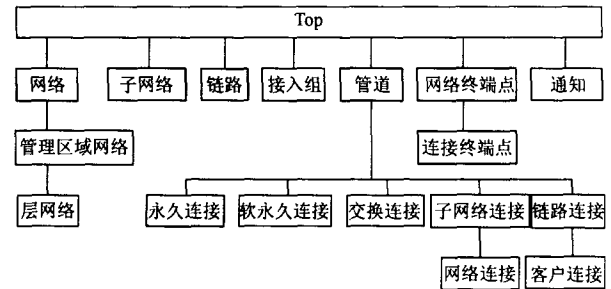 Top
网络 子网络 链路 接入组 管道 网络终端点 通知
管理区域网络 连接终端点
层网络 永久连接 软永久连接 交换连接 子网络连接 链路连接
网络连接 客户连接